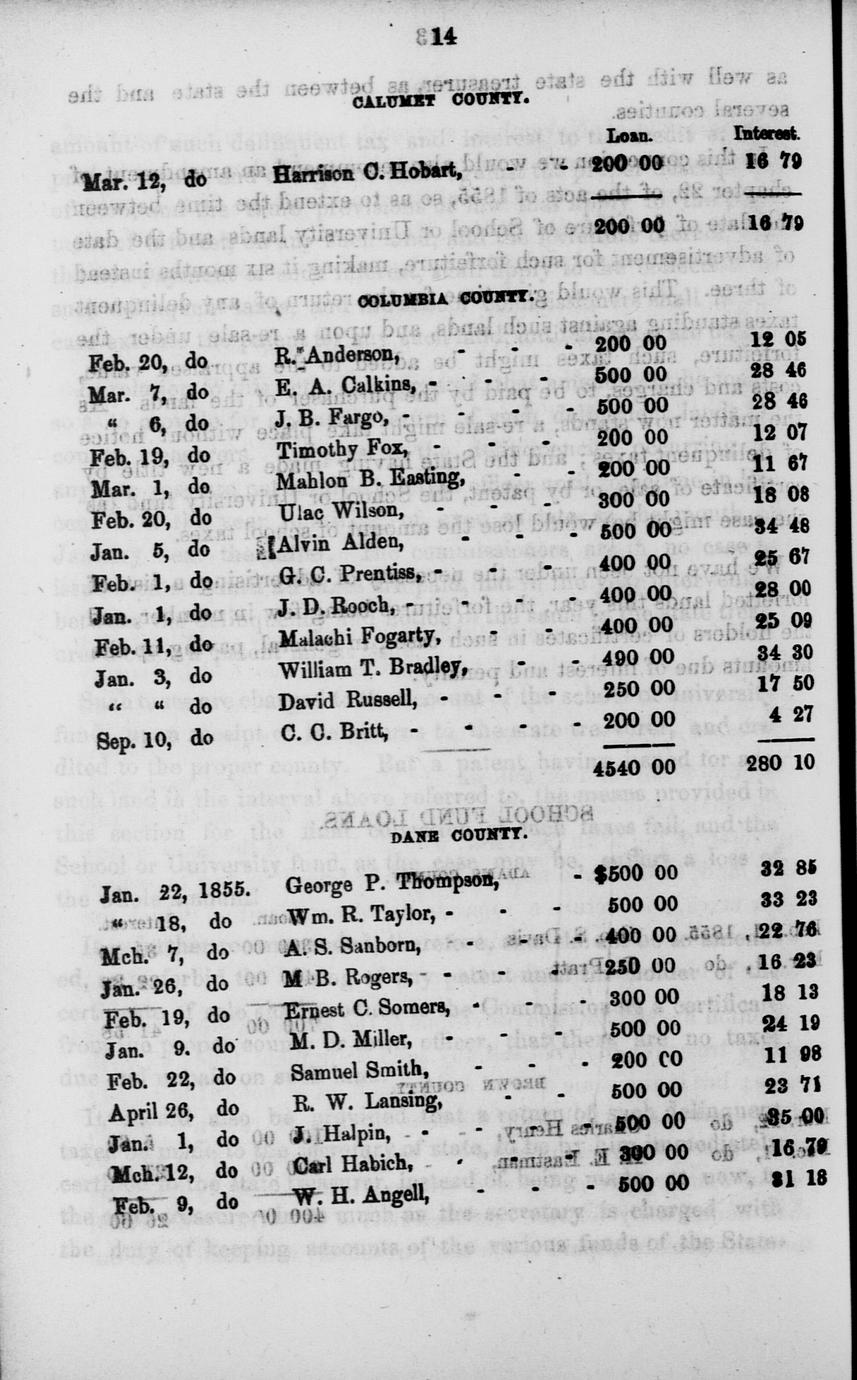 14
CALUMET COUNTY.
Loan. Interest.
Mar. 12, do Harrison C. Hobart, - - 200 00 16 79
200 00 16 79
COLUMBIA COUNTY.
Feb. 20, do R. Anderson, - - - 200 00 12 05
Mar. 7, do E. A. Calkins, - - - 500 00 28 46
“ 6, do J. B. Fargo, - - - - 500 00 28 46
Feb. 19, do Timothy Fox, - - - 200 00 12 07
Mar. 1, do Mahlon B. Easting, - - 200 00 11 67
Feb. 20, do Ulac Wilson, - - - 300 00 18 08
Jan. 5, do Alvin Alden, - - - 500 00 34 48
Feb. 1, do G. C. Prentiss, - - - 400 00 25 67
Jan. 1, do J. D. Rooch, - - - - 400 00 28 00
Feb. 11, do Malachi Fogarty, - - - 400 00 25 09
Jan. 3, do William T. Bradley, - - 490 00 34 30
“ “ do David Russell, - - - 250 00 17 50
Sep. 10, do C. C. Britt, - - - - 200 00 4 27
4540 00 280 10
DANE COUNTY.
Jan. 22, 1855. George P. Thompson, - $500 00 32 85
“ 18, do Wm. R. Taylor, - - - 500 00 33 23
Mch. 7, do A. S. Sanborn, - - - 400 00 22 76
Jan. 26, do M. B. Rogers, - - - 250 00 16 23
Feb. 19, do Ernest C. Somers, - - - 300 00 18 13
Jan. 9. do M. D. Miller, - - - 500 00 24 19
Feb. 22, do Samuel Smith, - - - 200 00 11 98
April 26, do R. W. Lansing, - - 500 00 23 71
Jan. 1, do J. Halpin, - - - - 500 00 35 00
Mch. 12, do Carl Habich, - - - 300 00 16 79
Feb. 9, do W. H. Angell, - - - 500 00 31 18